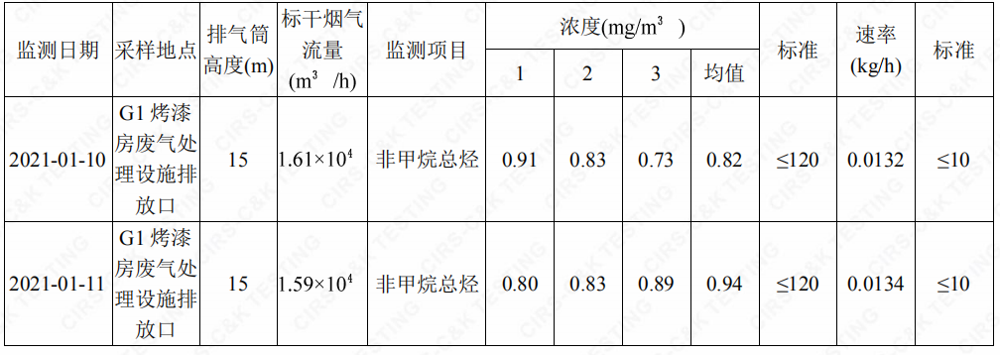 监测日期 采样地点 排气筒高度(m) 标干烟气流量(m³ /h) 监测项目 浓度(mg/m³ ) 标准 速率(kg/h) 标准
1 2 3 均值
2021-01-10 G1 烤漆房废气处理设施排放口 15 1.61×10⁴ 非甲烷总烃 0.91 0.83 0.73 0.82 ≤120 0.0132 ≤10
2021-01-11 G1 烤漆房废气处理设施排放口 15 1.59×10⁴ 非甲烷总烃 0.80 0.83 0.89 0.94 ≤120 0.0134 ≤10
CIRS-C&K TESTING